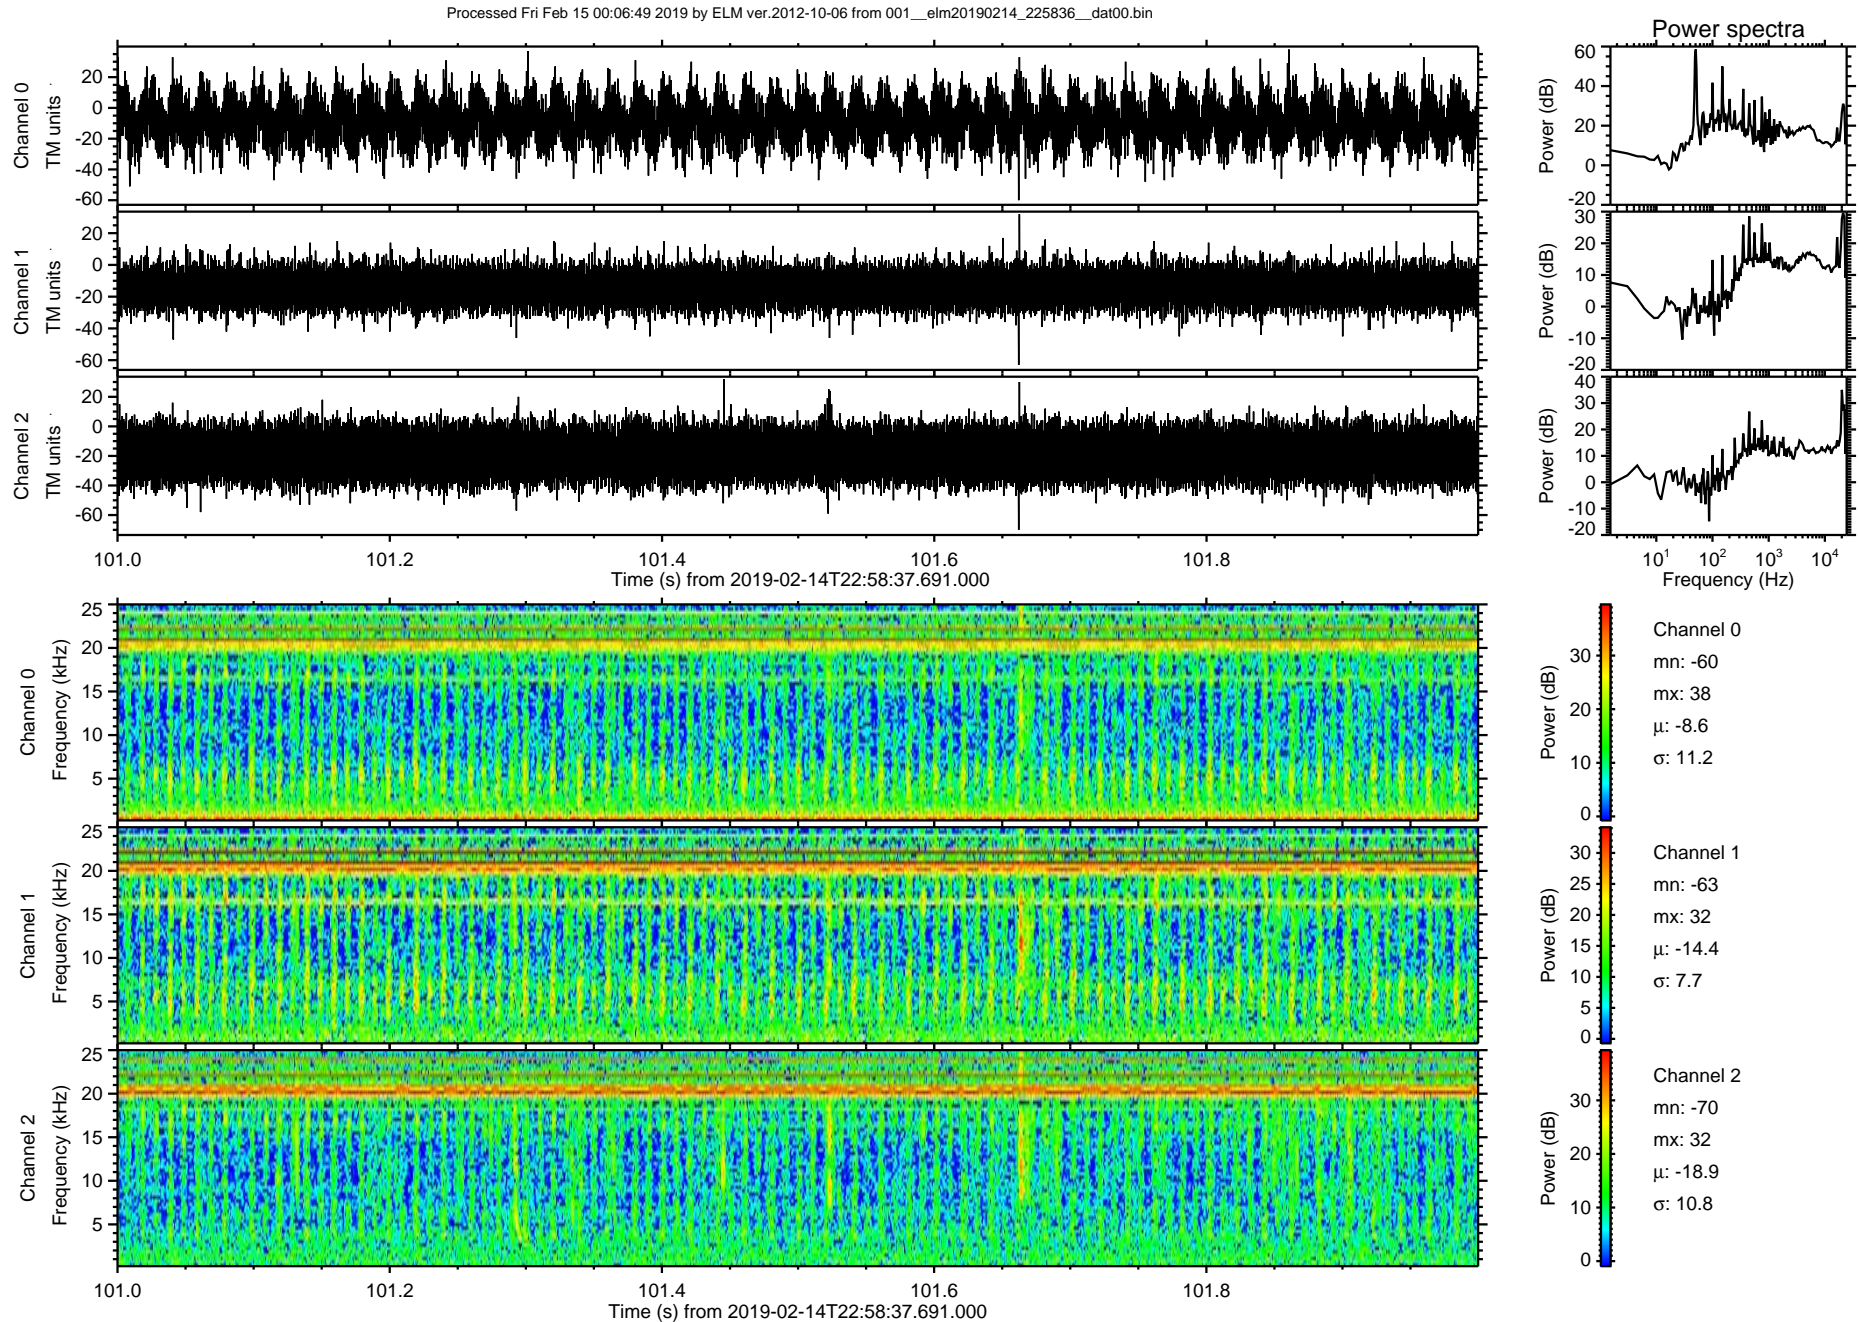 Processed Fri Feb 15 00:06:49 2019 by ELM ver.2012-10-06 from 001__elm20190214_225836__dat00.bin
Power spectra
Channel 0
TM units
20
0
-20
-40
-60
Power (dB)
60
40
20
0
-20
Channel 1
TM units
20
0
-20
-40
-60
Power (dB)
30
20
10
0
-10
-20
Channel 2
TM units
20
0
-20
-40
-60
Power (dB)
40
30
20
10
0
-10
-20
101.0 101.2 101.4 101.6 101.8
Time (s) from 2019-02-14T22:58:37.691.000
10¹ 10² 10³ 10⁴
Frequency (Hz)
Channel 0
Frequency (kHz)
25
20
15
10
5
Power (dB)
30
20
10
0
Channel 0
mn: -60
mx: 38
μ: -8.6
σ: 11.2
Channel 1
Frequency (kHz)
25
20
15
10
5
Power (dB)
30
25
20
15
10
5
0
Channel 1
mn: -63
mx: 32
μ: -14.4
σ: 7.7
Channel 2
Frequency (kHz)
25
20
15
10
5
Power (dB)
30
20
10
0
Channel 2
mn: -70
mx: 32
μ: -18.9
σ: 10.8
101.0 101.2 101.4 101.6 101.8
Time (s) from 2019-02-14T22:58:37.691.000